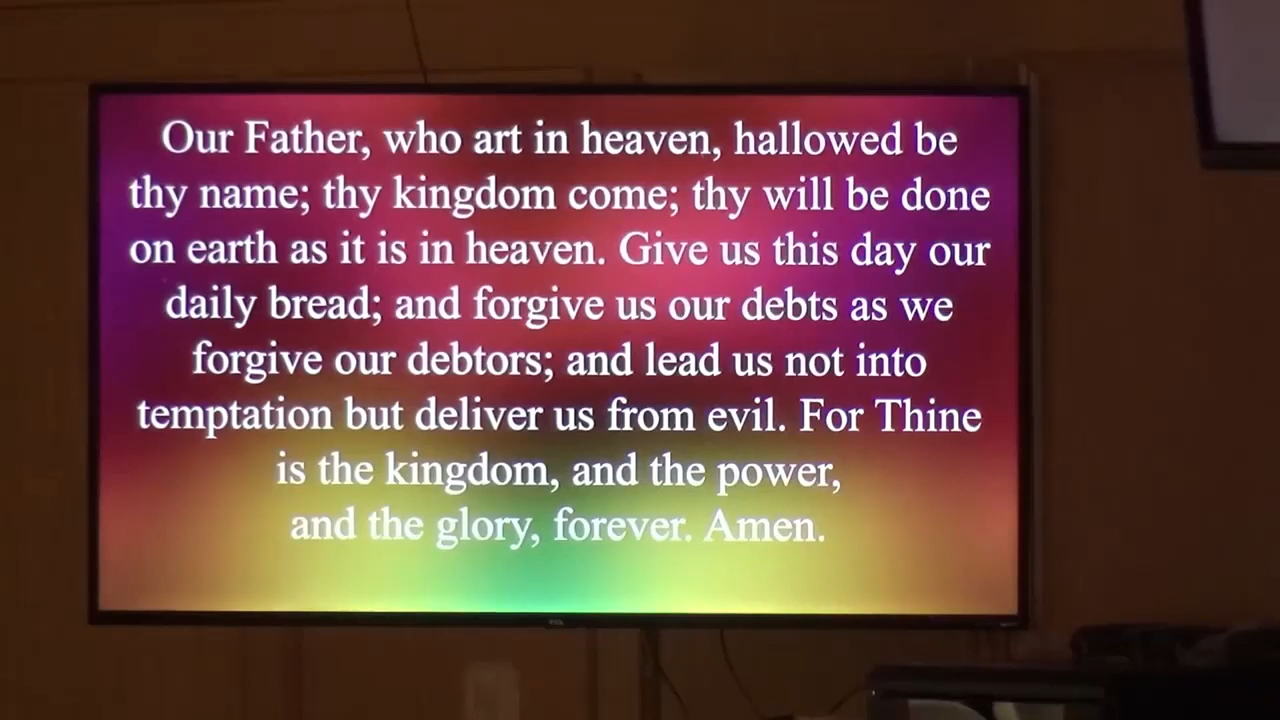 Our Father, who art in heaven, hallowed be
thy name; thy kingdom come; thy will be done
on earth as it is in heaven. Give us this day our
daily bread; and forgive us our debts as we
forgive our debtors; and lead us not into
temptation but deliver us from evil. For Thine
is the kingdom, and the power,
and the glory, forever. Amen.
TCL